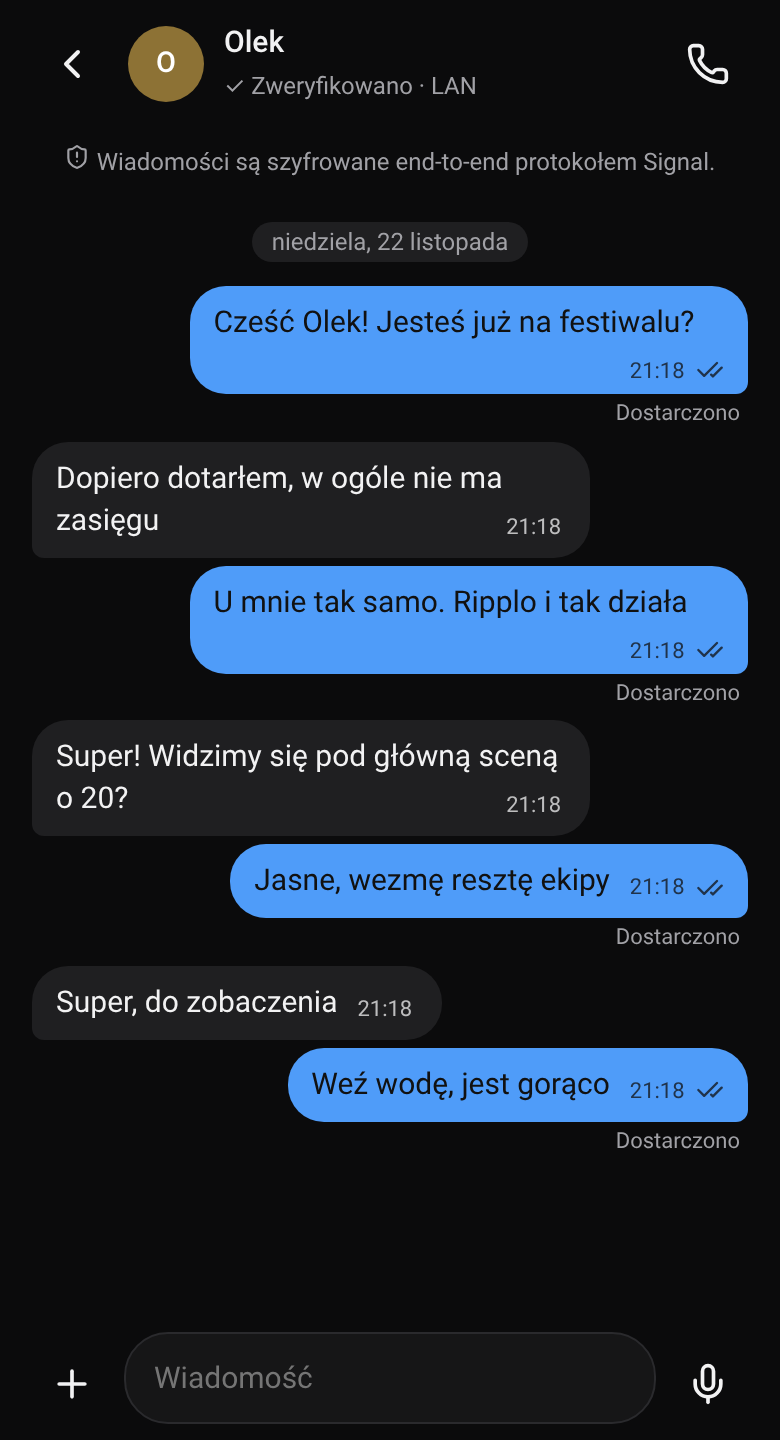 O
Olek
Zweryfikowano · LAN
Wiadomości są szyfrowane end-to-end protokołem Signal.
niedziela, 22 listopada
Cześć Olek! Jesteś już na festiwalu?
21:18
Dostarczono
Dopiero dotarłem, w ogóle nie ma
zasięgu
21:18
U mnie tak samo. Ripplo i tak działa
21:18
Dostarczono
Super! Widzimy się pod główną sceną
o 20?
21:18
Jasne, wezmę resztę ekipy 21:18
Dostarczono
Super, do zobaczenia 21:18
Weź wodę, jest gorąco 21:18
Dostarczono
Wiadomość